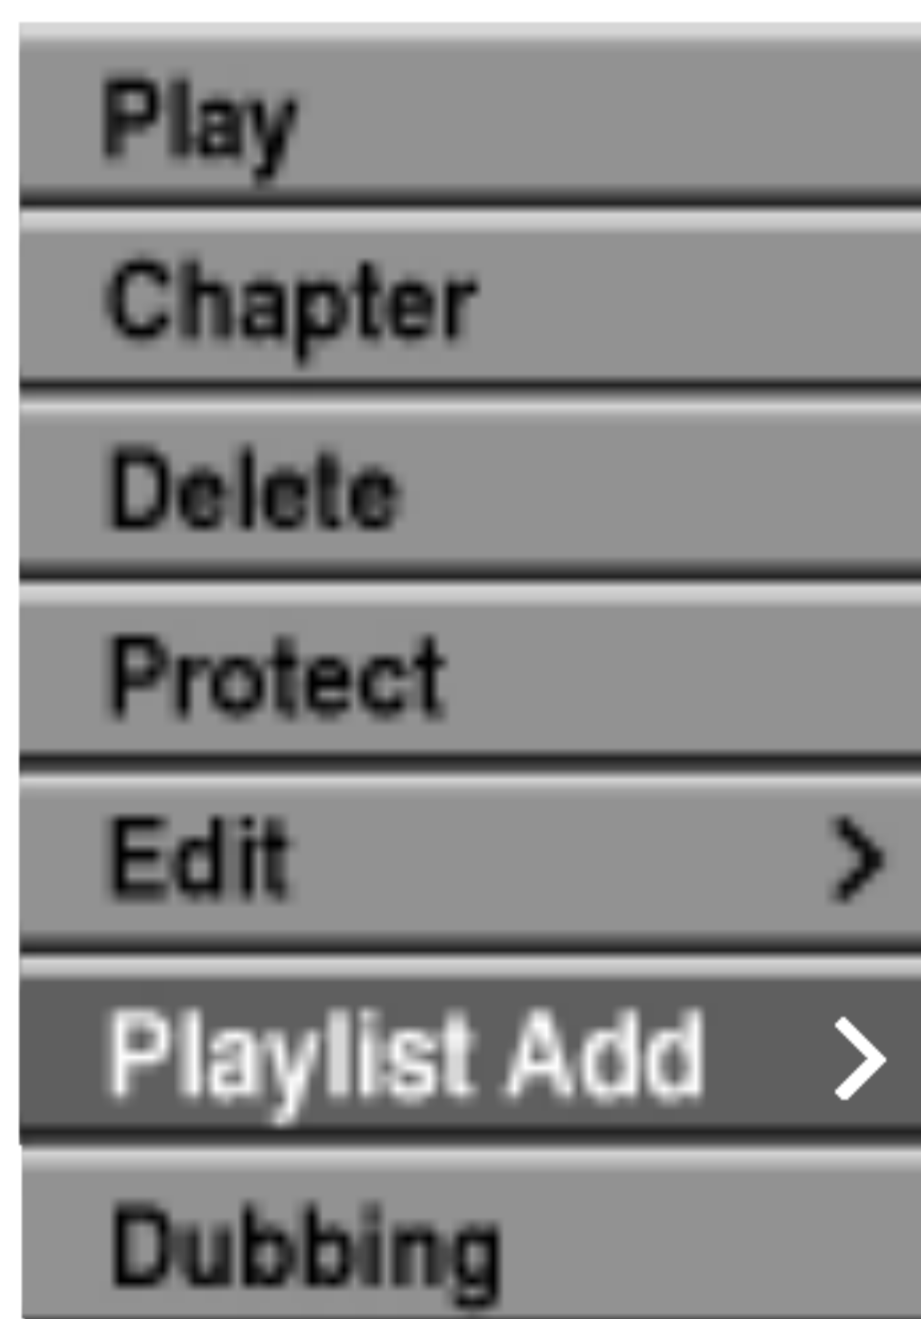 Play
Chapter
Delete
Protect
Edit >
Playlist Add >
Dubbing